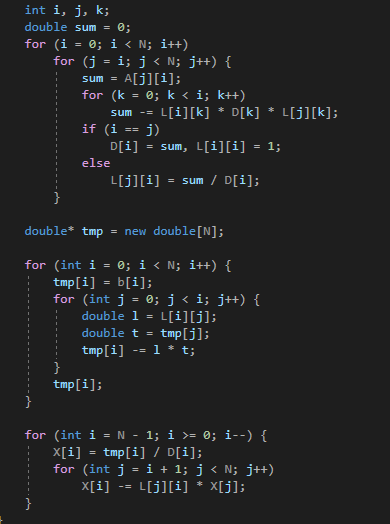 int i, j, k;
double sum = 0;
for (i = 0; i < N; i++)
for (j = i; j < N; j++) {
sum = A[j][i];
for (k = 0; k < i; k++)
sum -= L[i][k] * D[k] * L[j][k];
if (i == j)
D[i] = sum, L[i][i] = 1;
else
L[j][i] = sum / D[i];
}
double* tmp = new double[N];
for (int i = 0; i < N; i++) {
tmp[i] = b[i];
for (int j = 0; j < i; j++) {
double l = L[i][j];
double t = tmp[j];
tmp[i] -= l * t;
}
tmp[i];
}
for (int i = N - 1; i >= 0; i--) {
X[i] = tmp[i] / D[i];
for (int j = i + 1; j < N; j++)
X[i] -= L[j][i] * X[j];
}
}